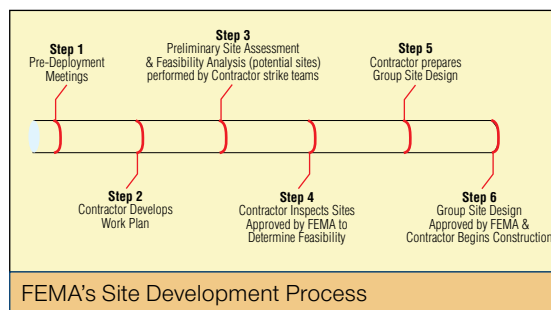 Step 1
Pre-Deployment
Meetings
Step 2
Contractor Develops
Work Plan
Step 3
Preliminary Site Assessment
& Feasibility Analysis (potential sites)
performed by Contractor strike teams
Step 4
Contractor Inspects Sites
Approved by FEMA to
Determine Feasibility
Step 5
Contractor prepares
Group Site Design
Step 6
Group Site Design
Approved by FEMA &
Contractor Begins Construction
FEMA's Site Development Process